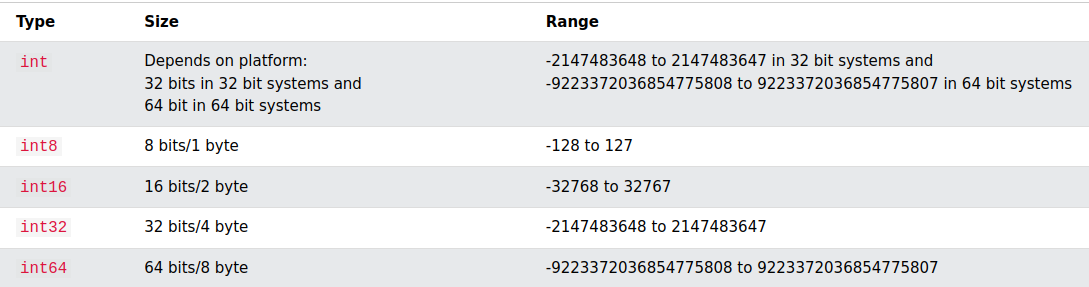 Type Size Range
int Depends on platform: -2147483648 to 2147483647 in 32 bit systems and
32 bits in 32 bit systems and -9223372036854775808 to 9223372036854775807 in 64 bit systems
64 bit in 64 bit systems
int8 8 bits/1 byte -128 to 127
int16 16 bits/2 byte -32768 to 32767
int32 32 bits/4 byte -2147483648 to 2147483647
int64 64 bits/8 byte -9223372036854775808 to 9223372036854775807